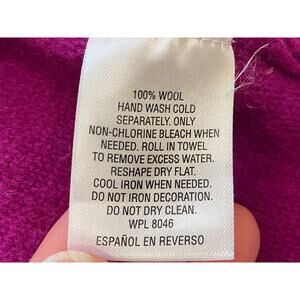 100% WOOL
HAND WASH COLD
SEPARATELY. ONLY
NON-CHLORINE BLEACH WHEN
NEEDED. ROLL IN TOWEL
TO REMOVE EXCESS WATER.
RESHAPE DRY FLAT.
COOL IRON WHEN NEEDED.
DO NOT IRON DECORATION.
DO NOT DRY CLEAN.
WPL 8046
ESPAÑOL EN REVERSO